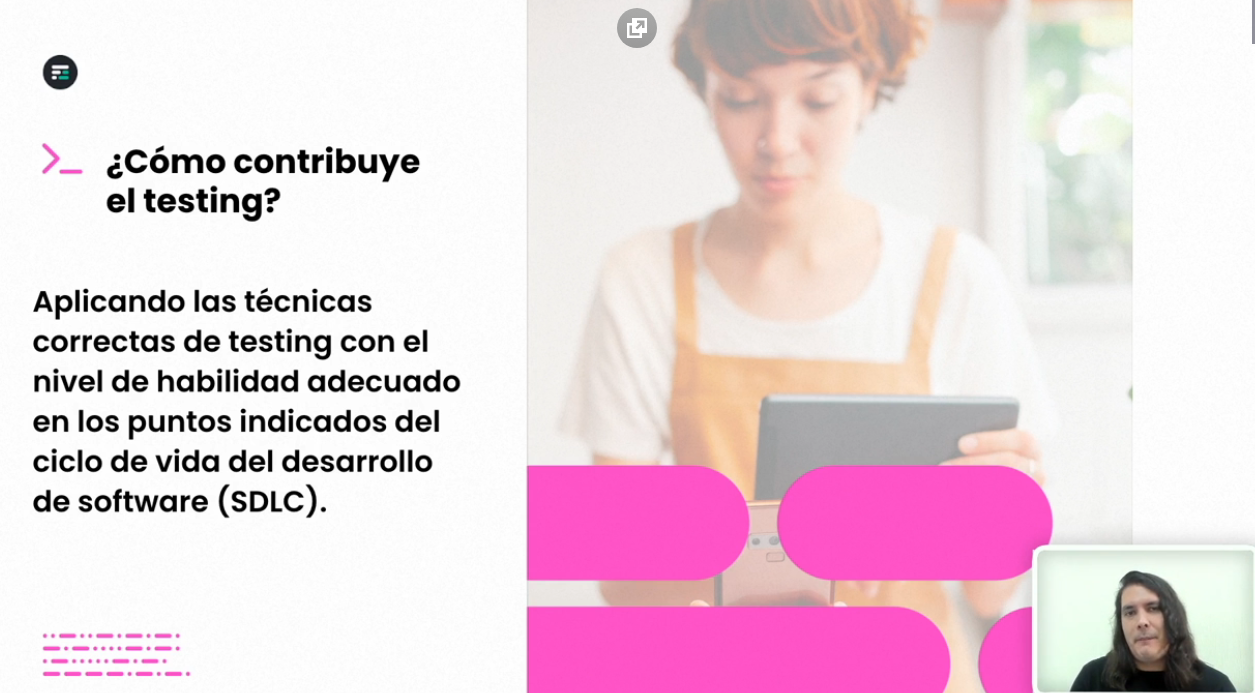 ¿Cómo contribuye
el testing?
Aplicando las técnicas
correctas de testing con el
nivel de habilidad adecuado
en los puntos indicados del
ciclo de vida del desarrollo
de software (SDLC).